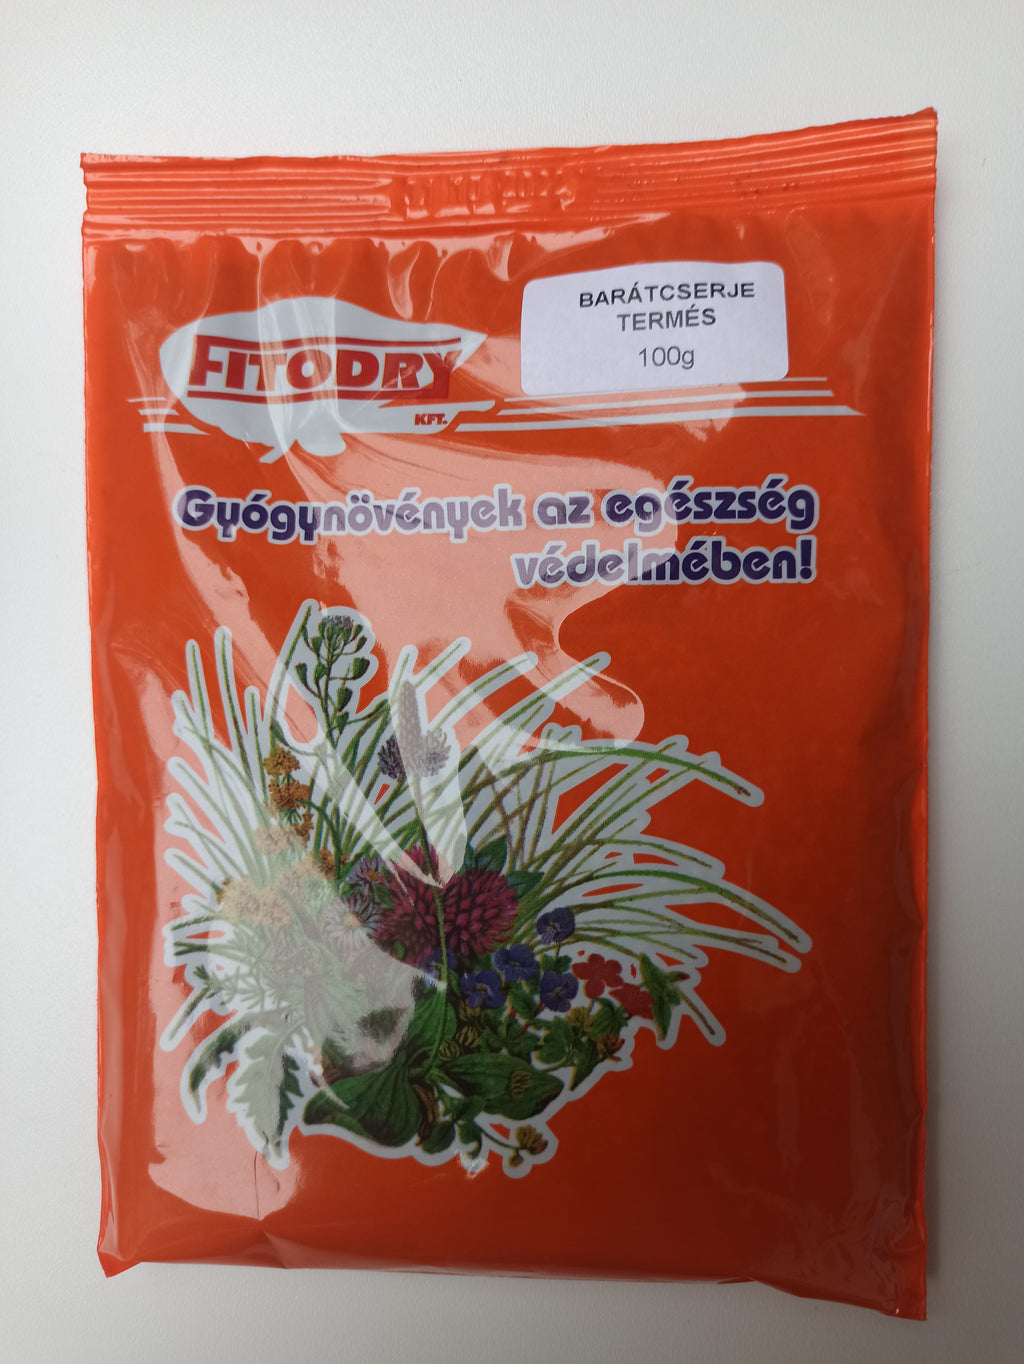 BARÁTCSERJE
TERMÉS
100g
FITODRY
KFT.
Gyógynövények az egészség
védelmében!